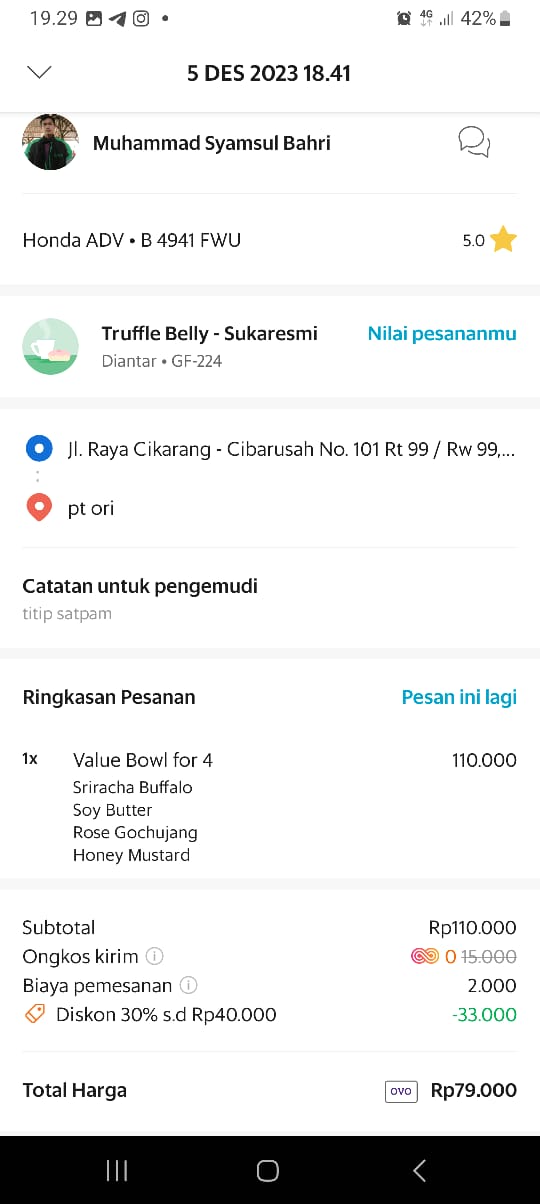 19.29 4G 42%
5 DES 2023 18.41
Muhammad Syamsul Bahri
Honda ADV • B 4941 FWU 5.0
Truffle Belly - Sukaresmi Nilai pesananmu
Diantar • GF-224
Jl. Raya Cikarang - Cibarusah No. 101 Rt 99 / Rw 99,...
pt ori
Catatan untuk pengemudi
titip satpam
Ringkasan Pesanan Pesan ini lagi
1x Value Bowl for 4 110.000
Sriracha Buffalo
Soy Butter
Rose Gochujang
Honey Mustard
Subtotal Rp110.000
Ongkos kirim 0 15.000
Biaya pemesanan 2.000
Diskon 30% s.d Rp40.000 -33.000
Total Harga OVO Rp79.000